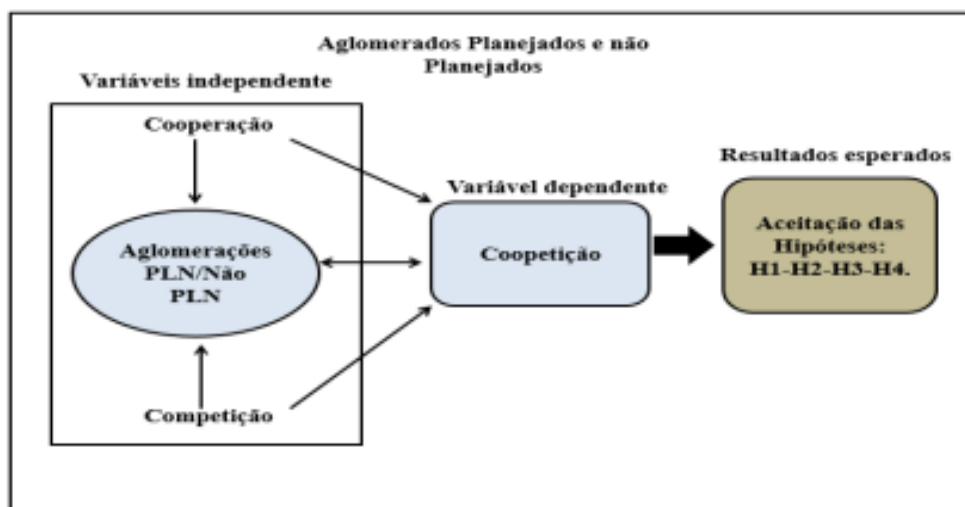 Aglomerados Planejados e não
Planejados
Variáveis independente
Cooperação
Aglomerações
PLN/Não
PLN
Competição
Variável dependente
Coopetição
Resultados esperados
Aceitação das
Hipóteses:
H1-H2-H3-H4.